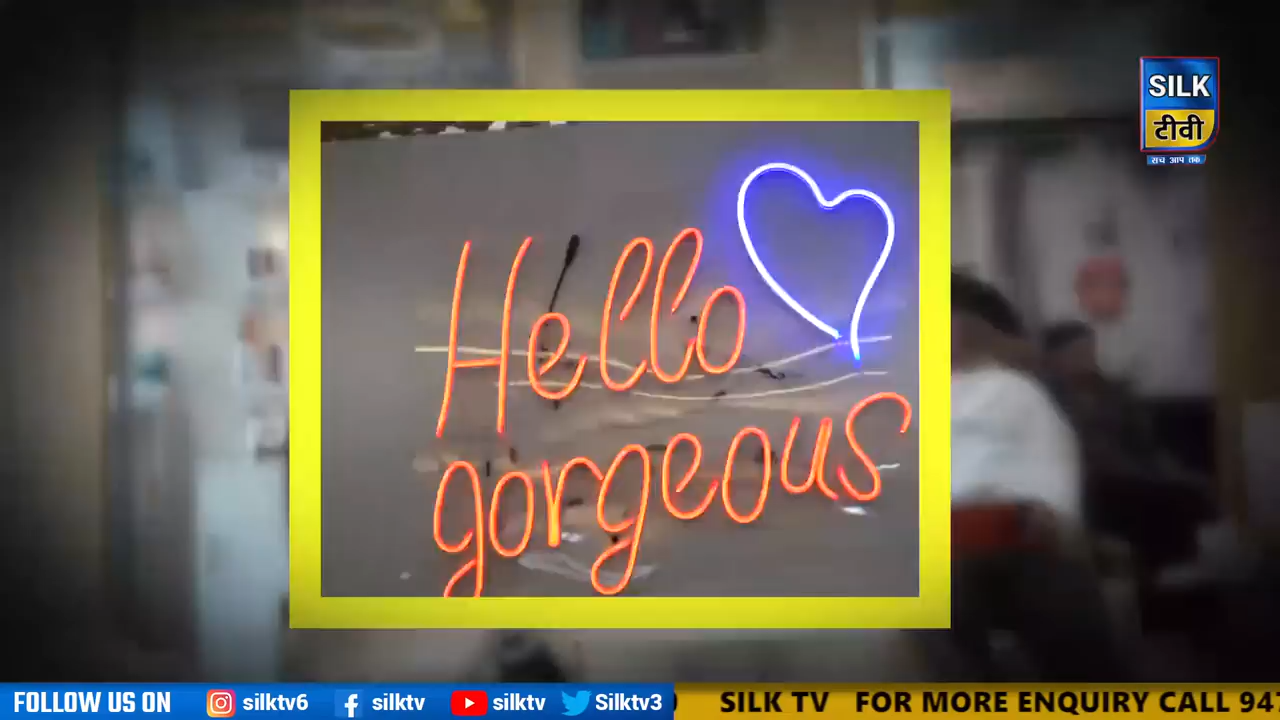 SILK
टीवी
सच आप तक
Hello
gorgeous
FOR MORE ENQUIRY CALL 947
FOLLOW US ON silktv6 silktv silktv Silktv3 SILK TV